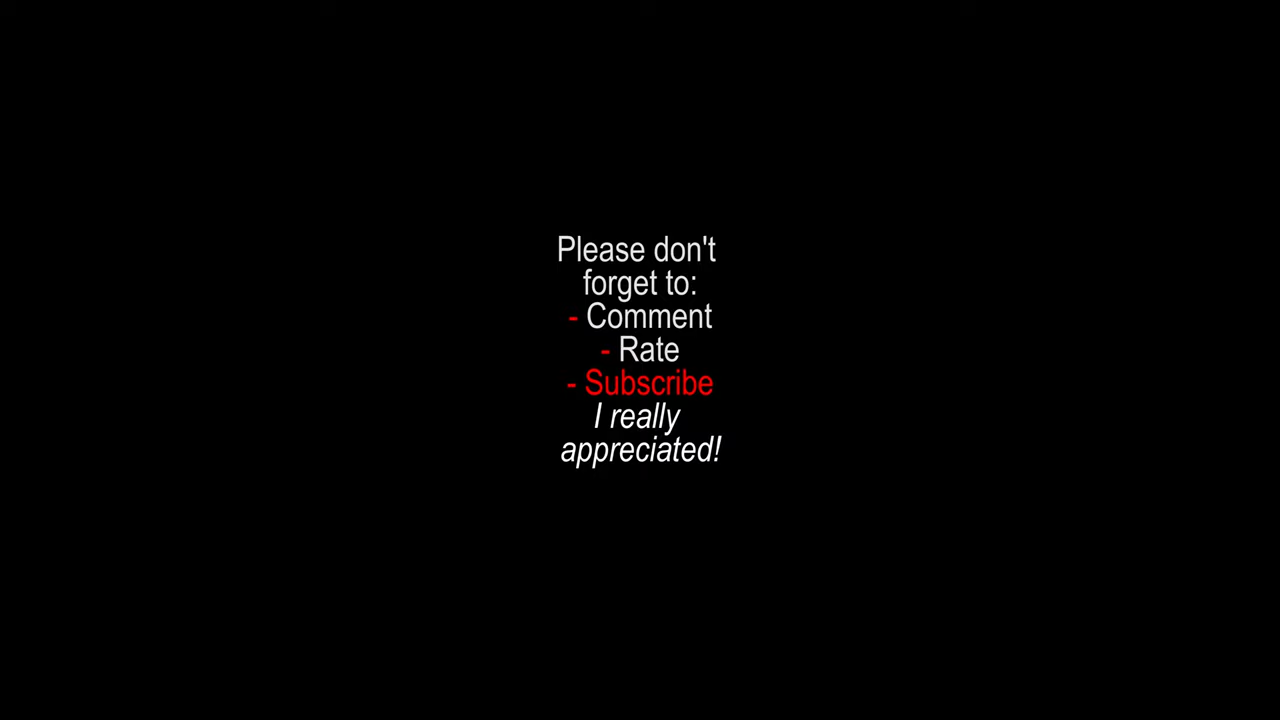 Please don't
forget to:
- Comment
- Rate
- Subscribe
I really
appreciated!